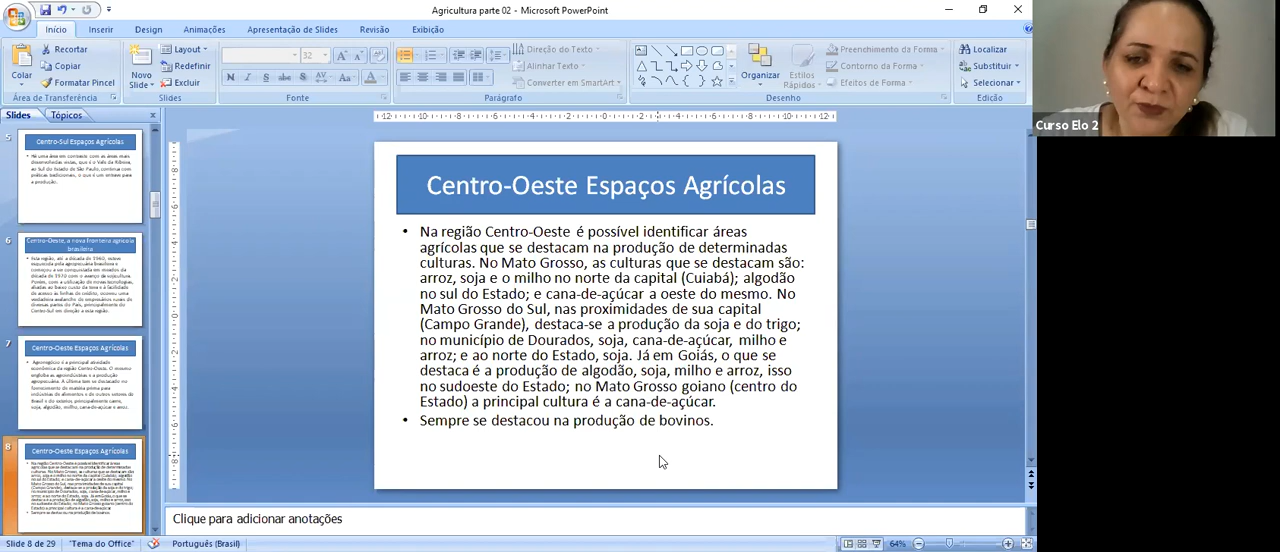 Agricultura parte 02 - Microsoft PowerPoint
Início Inserir Design Animações Apresentação de Slides Revisão Exibição
Colar
Recortar
Copiar
Formatar Pincel
Área de Transferência
Novo Slide
Layout
Redefinir
Excluir
Slides
32
Fonte
Direção do Texto
Alinhar Texto
Converter em SmartArt
Parágrafo
Organizar
Estilos Rápidos
Preenchimento da Forma
Contorno da Forma
Efeitos de Forma
Desenho
Localizar
Substituir
Selecionar
Edição
Curso Elo 2
Slides Tópicos
5
Centro-Sul Espaços Agrícolas
6
Centro-Oeste, a nova fronteira agrícola
brasileira
7
Centro-Oeste Espaços Agrícolas
8
Centro-Oeste Espaços Agrícolas
Centro-Oeste Espaços Agrícolas
• Na região Centro-Oeste é possível identificar áreas
agrícolas que se destacam na produção de determinadas
culturas. No Mato Grosso, as culturas que se destacam são:
arroz, soja e milho no norte da capital (Cuiabá); algodão
no sul do estado; e cana-de-açúcar a oeste do mesmo. No
Mato Grosso do Sul, nas proximidades de sua capital
(Campo Grande), destaca-se a produção da soja e do trigo;
no município de Dourados, soja, cana-de-açúcar, milho e
arroz; e ao norte do Estado, soja. Já em Goiás, o que se
destaca é a produção de algodão, soja, milho e arroz, isso
no sudoeste do Estado; no Mato Grosso goiano (centro do
Estado) a principal cultura é a cana-de-açúcar.
• Sempre se destacou na produção de bovinos.
Clique para adicionar anotações
Slide 8 de 29 "Tema do Office" Português (Brasil) 64%